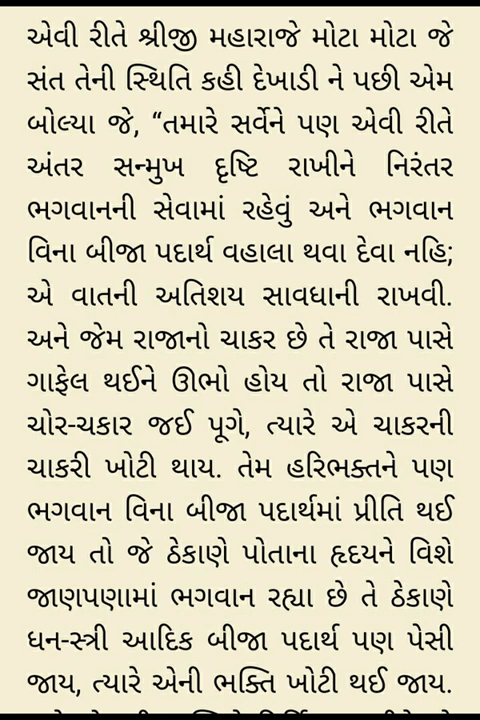 એવી રીતે શ્રીજી મહારાજે મોટા મોટા જે
સંત તેની સ્થિતિ કહી દેખાડી ને પછી એમ
બોલ્યા જે, “તમારે સર્વેને પણ એવી રીતે
અંતર સન્મુખ દૃષ્ટિ રાખીને નિરંતર
ભગવાનની સેવામાં રહેવું અને ભગવાન
વિના બીજા પદાર્થ વહાલા થવા દેવા નહિ;
એ વાતની અતિશય સાવધાની રાખવી.
અને જેમ રાજાનો ચાકર છે તે રાજા પાસે
ગાફેલ થઈને ઊભો હોય તો રાજા પાસે
ચોર-ચકાર જઈ પૂગે, ત્યારે એ ચાકરની
ચાકરી ખોટી થાય. તેમ હરિભક્તને પણ
ભગવાન વિના બીજા પદાર્થમાં પ્રીતિ થઈ
જાય તો જે ઠેકાણે પોતાના હૃદયને વિશે
જાણપણામાં ભગવાન રહ્યા છે તે ઠેકાણે
ધન-સ્ત્રી આદિક બીજા પદાર્થ પણ પેસી
જાય, ત્યારે એની ભક્તિ ખોટી થઈ જાય.